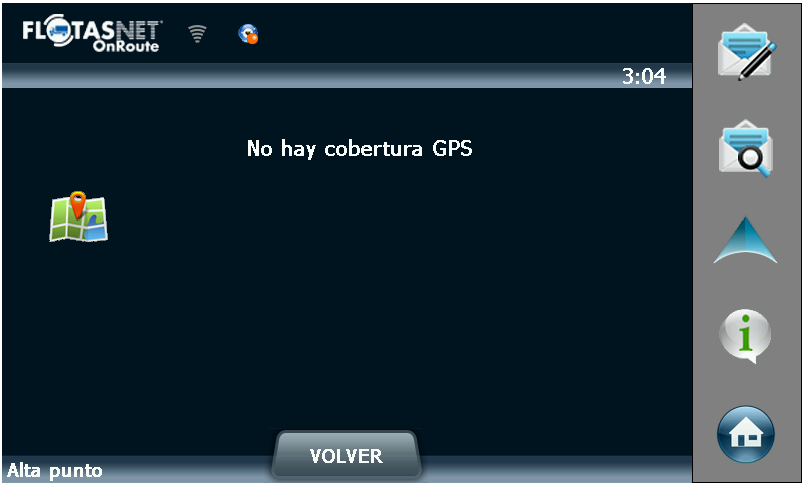 FLOTASNET
OnRoute
3:04
No hay cobertura GPS
VOLVER
Alta punto